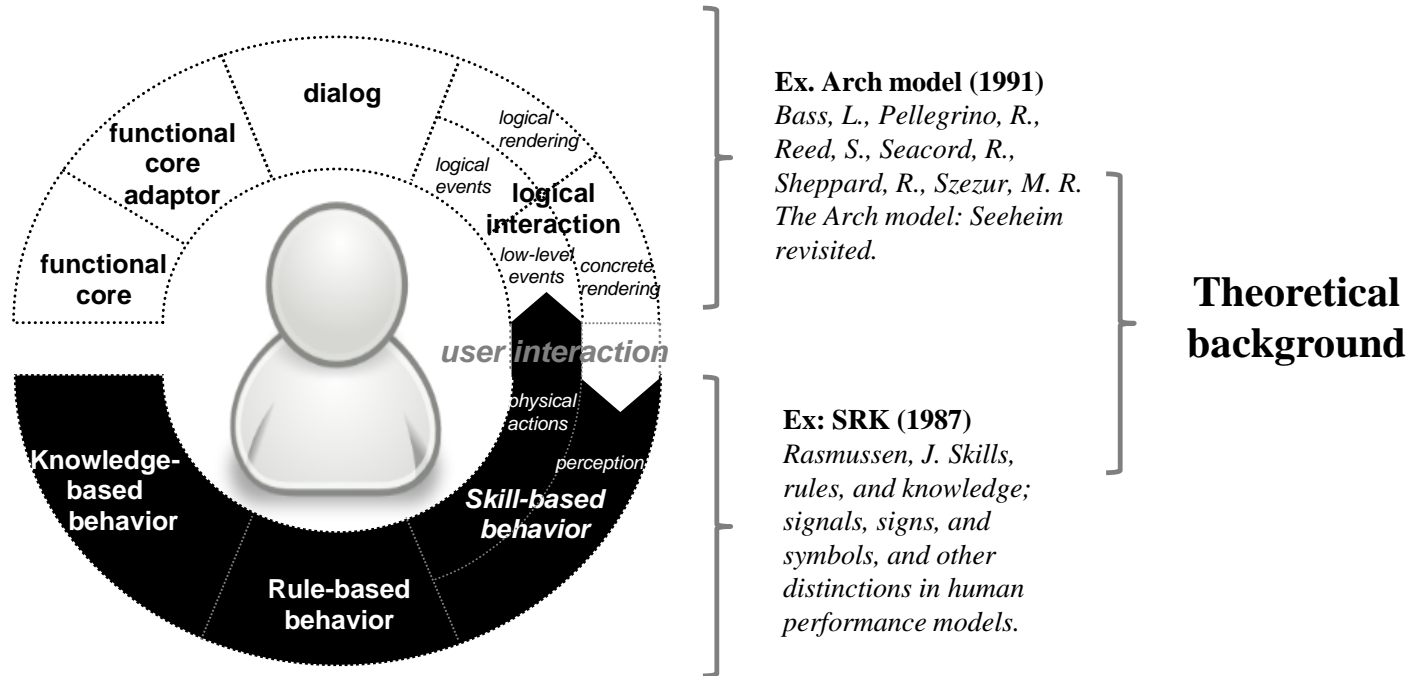 dialog
functional
core
adaptor
functional
core
logical
rendering
logical
events
logical
interaction
low-level
events
concrete
rendering
user interaction
physical
actions
perception
Skill-based
behavior
Rule-based
behavior
Knowledge-
based
behavior
Ex. Arch model (1991)
Bass, L., Pellegrino, R.,
Reed, S., Seacord, R.,
Sheppard, R., Szezur, M. R.
The Arch model: Seeheim
revisited.
Ex: SRK (1987)
Rasmussen, J. Skills,
rules, and knowledge;
signals, signs, and
symbols, and other
distinctions in human
performance models.
Theoretical
background